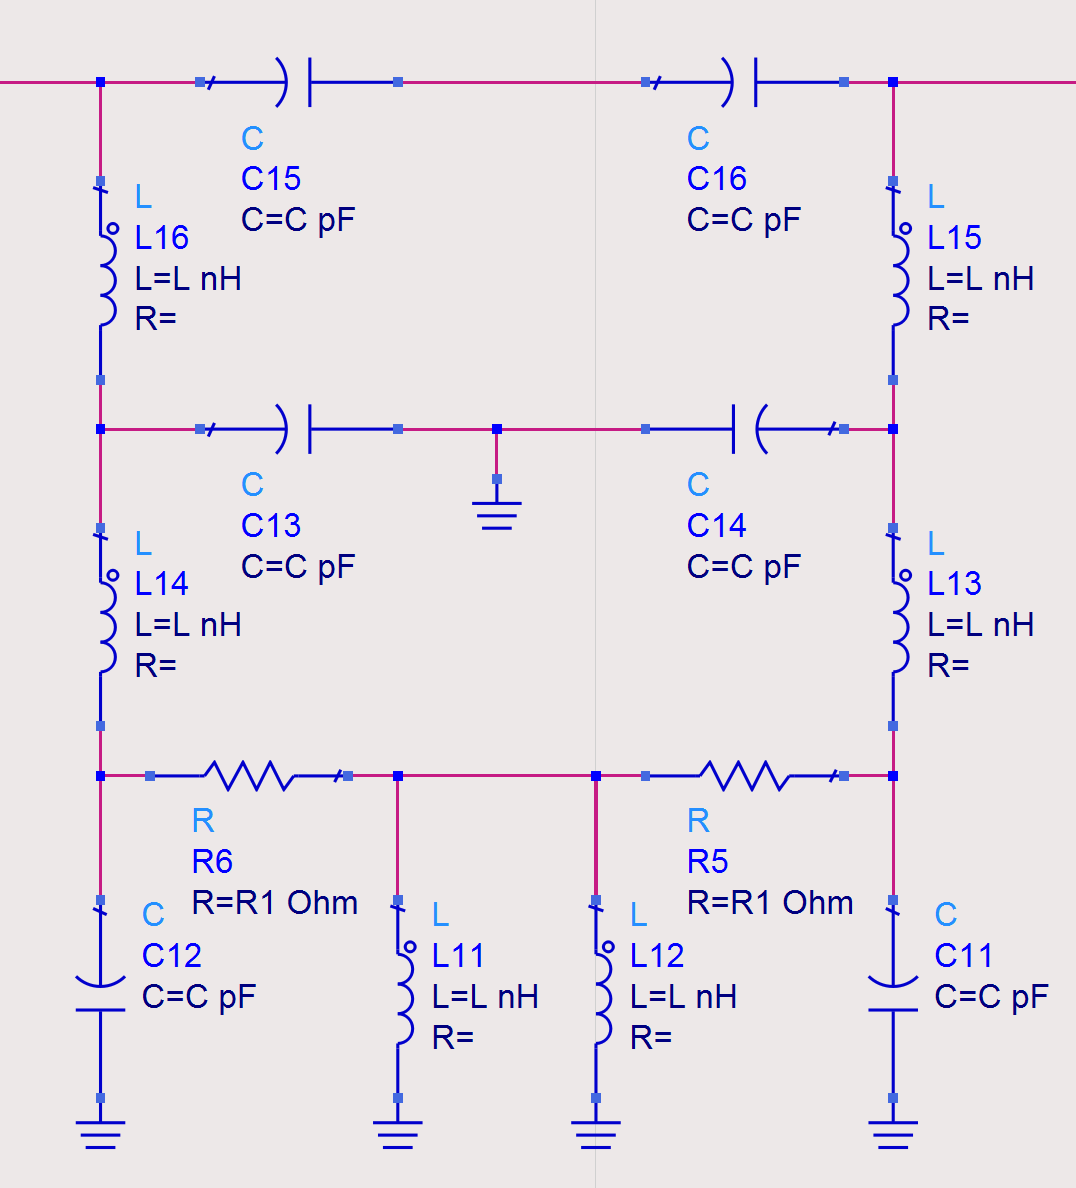 C
C15
C=C pF
C
C16
C=C pF
L
L16
L=L nH
R=
L
L15
L=L nH
R=
C
C13
C=C pF
C
C14
C=C pF
L
L14
L=L nH
R=
L
L13
L=L nH
R=
R
R6
R=R1 Ohm
R
R5
R=R1 Ohm
C
C12
C=C pF
L
L11
L=L nH
R=
L
L12
L=L nH
R=
C
C11
C=C pF